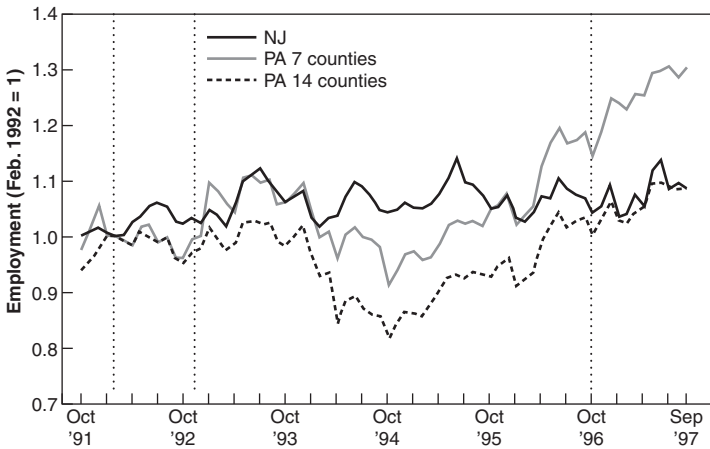 Employment (Feb. 1992 = 1)
1.4
1.3
1.2
1.1
1.0
0.9
0.8
0.7
NJ
PA 7 counties
PA 14 counties
Oct Oct Oct Oct Oct Oct Sep
'91 '92 '93 '94 '95 '96 '97